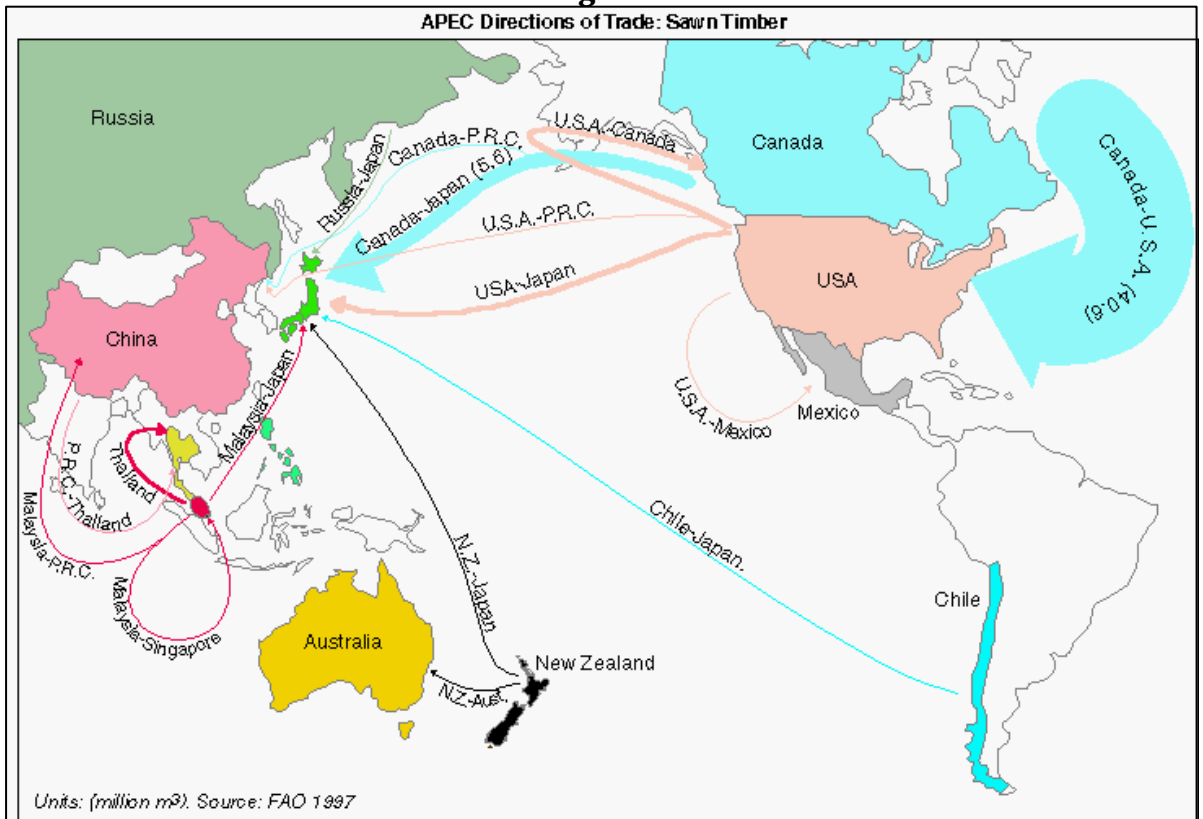 APEC Directions of Trade: Sawn Timber
Russia
Canada-P.R.C.
U.S.A.-Canada
Canada
Canada-U.S.A. (40.6)
Russia-Japan
Canada-Japan (5.6)
U.S.A.-P.R.C.
USA-Japan
USA
China
Malaysia-Japan
U.S.A.-Mexico
Mexico
Thailand
P.R.C.-Thailand
Malaysia-P.R.C.
Malaysia-Singapore
N.Z.-Japan
Chile-Japan.
Chile
Australia
New Zealand
N.Z.-Aust.
Units: (million m³). Source: FAO 1997